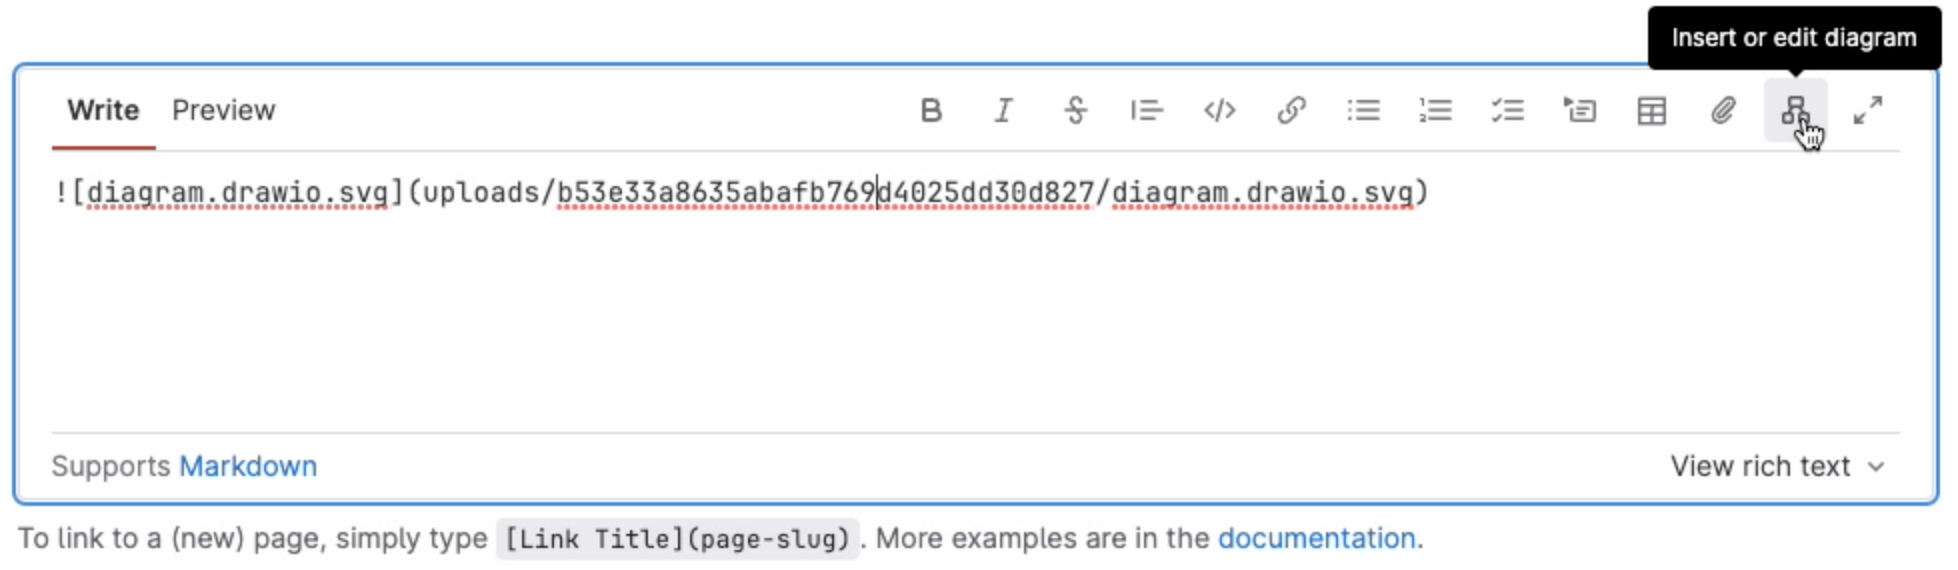 Insert or edit diagram
Write Preview
![diagram.drawio.svg](uploads/b53e33a8635abafb769d4025dd30d827/diagram.drawio.svg)
Supports Markdown View rich text
To link to a (new) page, simply type [Link Title](page-slug). More examples are in the documentation.